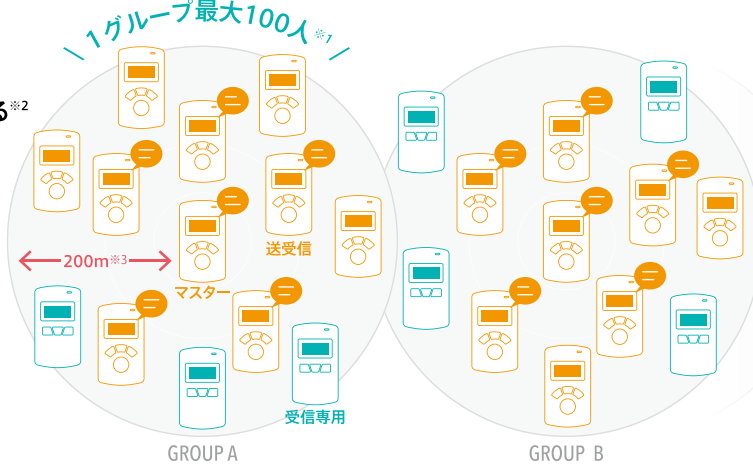 1グループ最大100人※1
る※2
200m※3
送受信
マスター
受信専用
GROUP A
GROUP B